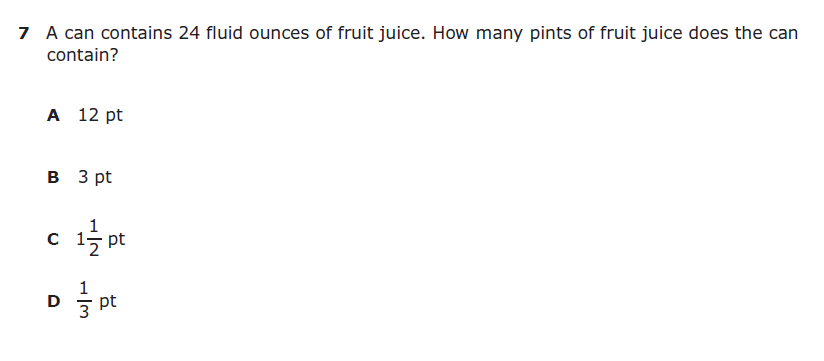 7 A can contains 24 fluid ounces of fruit juice. How many pints of fruit juice does the can
contain?
A 12 pt
B 3 pt
C 1 1/2 pt
D 1/3 pt